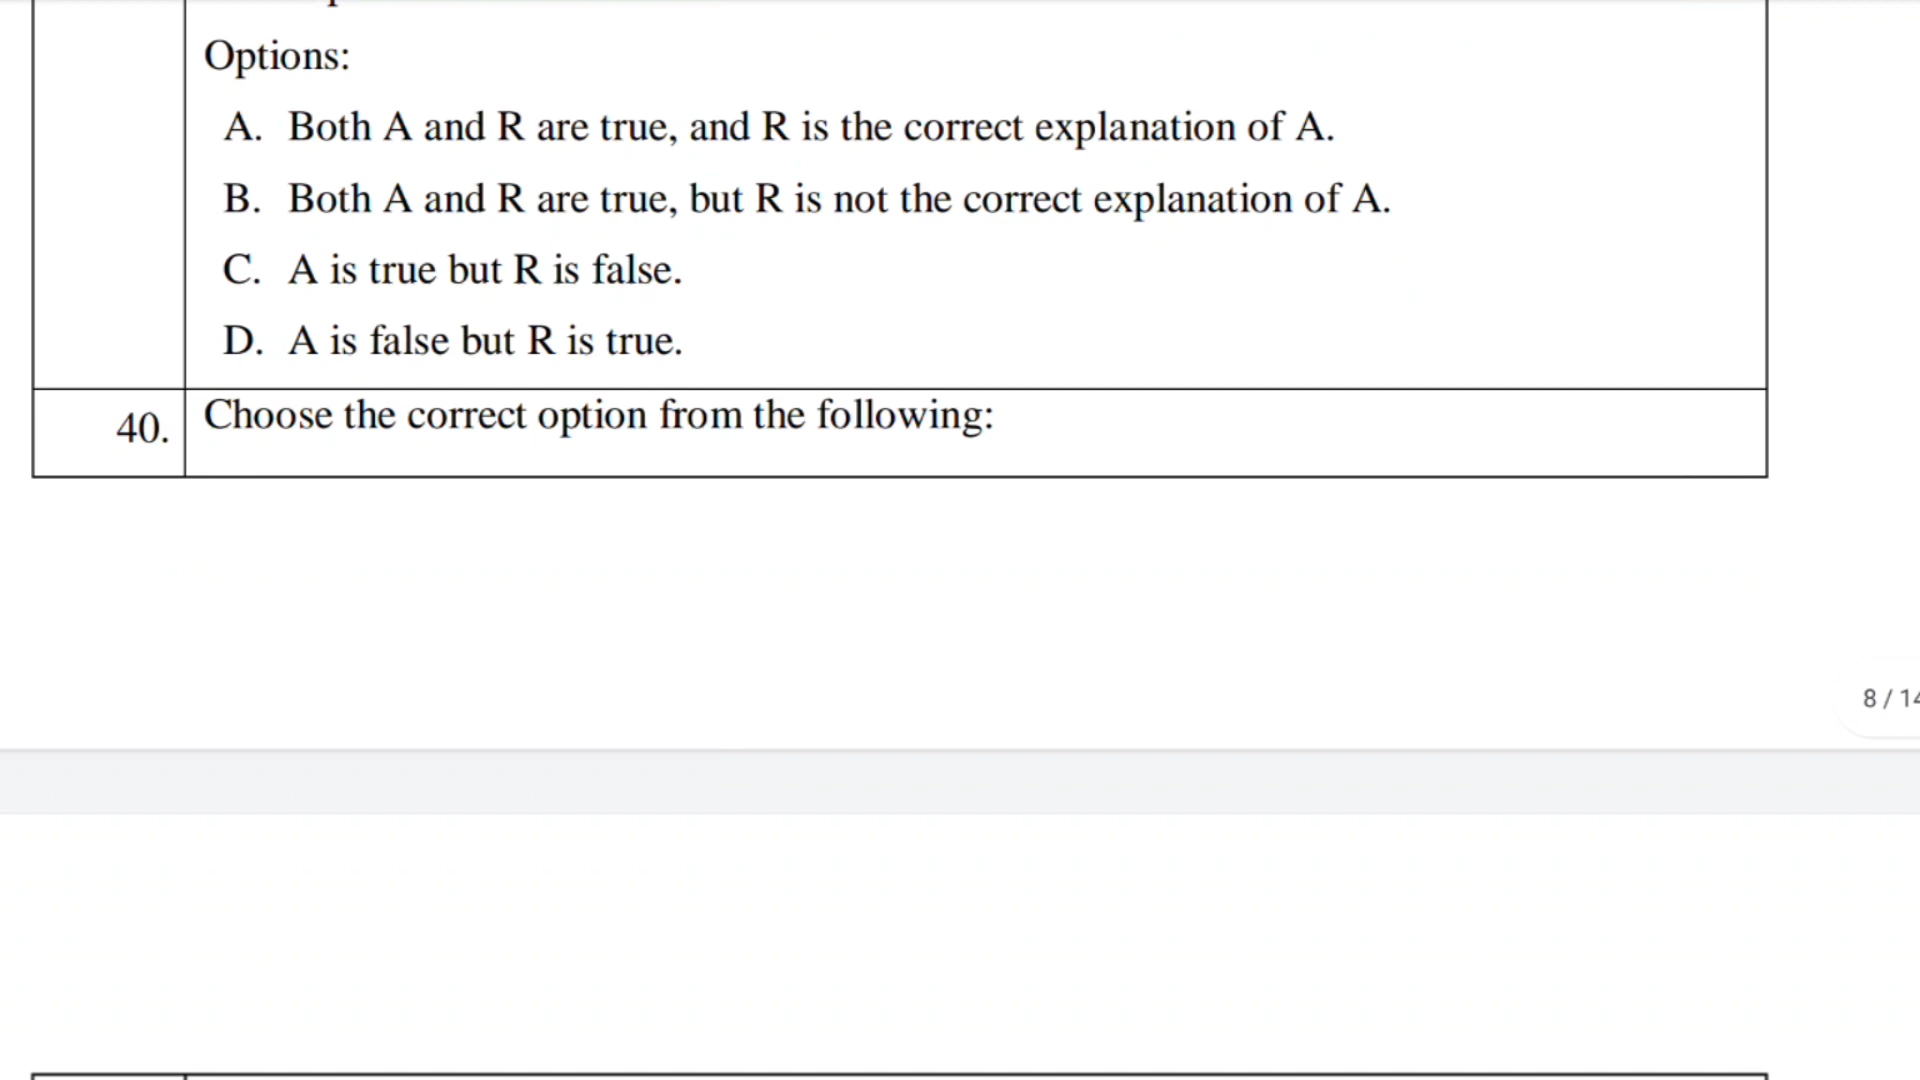 Options:
A. Both A and R are true, and R is the correct explanation of A.
B. Both A and R are true, but R is not the correct explanation of A.
C. A is true but R is false.
D. A is false but R is true.
40. Choose the correct option from the following:
8 / 14